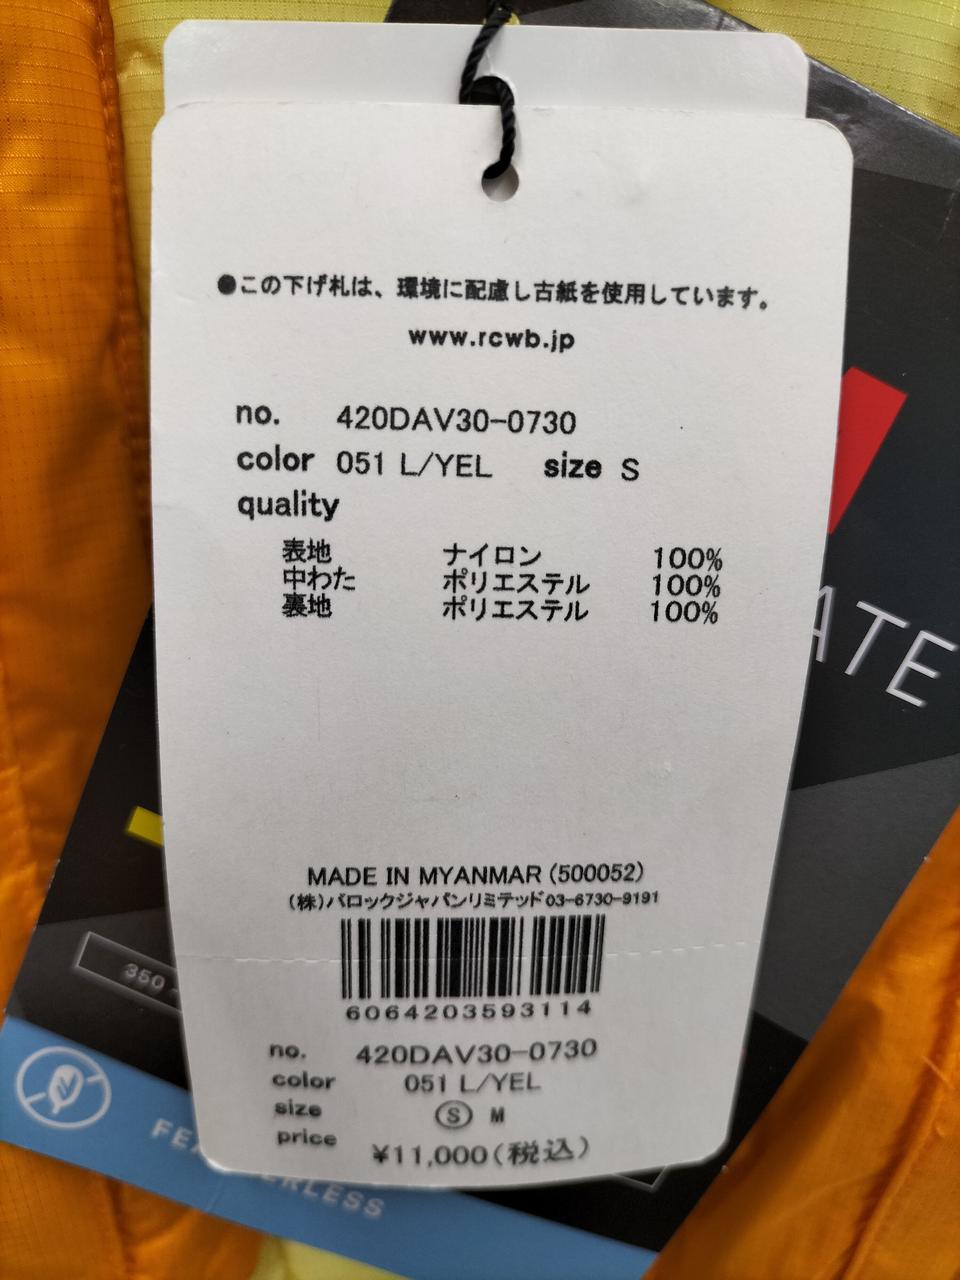 ●この下げ札は、環境に配慮し古紙を使用しています。
www.rcwb.jp
no. 420DAV30-0730
color 051 L/YEL size S
quality
表地 ナイロン 100%
中わた ポリエステル 100%
裏地 ポリエステル 100%
ATE
MADE IN MYANMAR (500052)
(株)バロックジャパンリミテッド03-6730-9191
350
6064203593114
no. 420DAV30-0730
color 051 L/YEL
size Ⓢ M
price ¥11,000(税込)